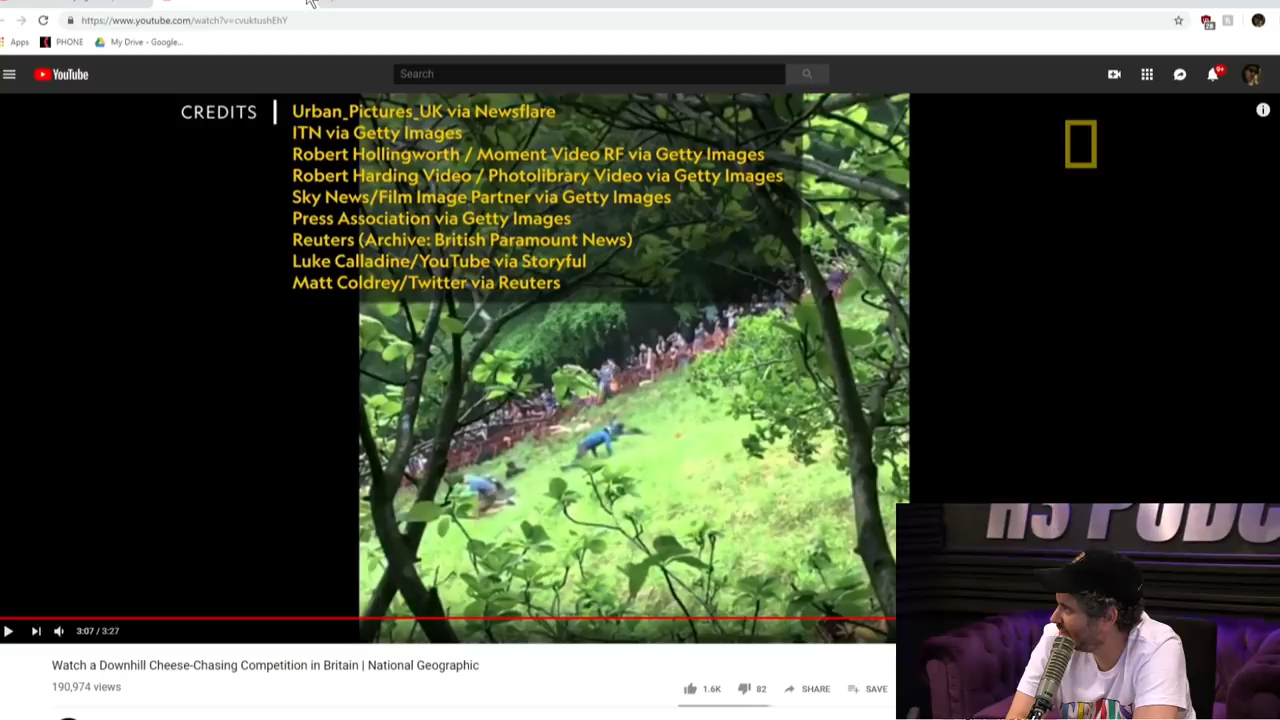 https://www.youtube.com/watch?v=cvuktushEhY
28
Apps
PHONE
My Drive - Google...
YouTube
Search
9+
CREDITS
Urban_Pictures_UK via Newsflare
ITN via Getty Images
Robert Hollingworth / Moment Video RF via Getty Images
Robert Harding Video / Photolibrary Video via Getty Images
Sky News/Film Image Partner via Getty Images
Press Association via Getty Images
Reuters (Archive: British Paramount News)
Luke Calladine/YouTube via Storyful
Matt Coldrey/Twitter via Reuters
H3 PODC
3:07 / 3:27
Watch a Downhill Cheese-Chasing Competition in Britain | National Geographic
190,974 views
1.6K
82
SHARE
SAVE